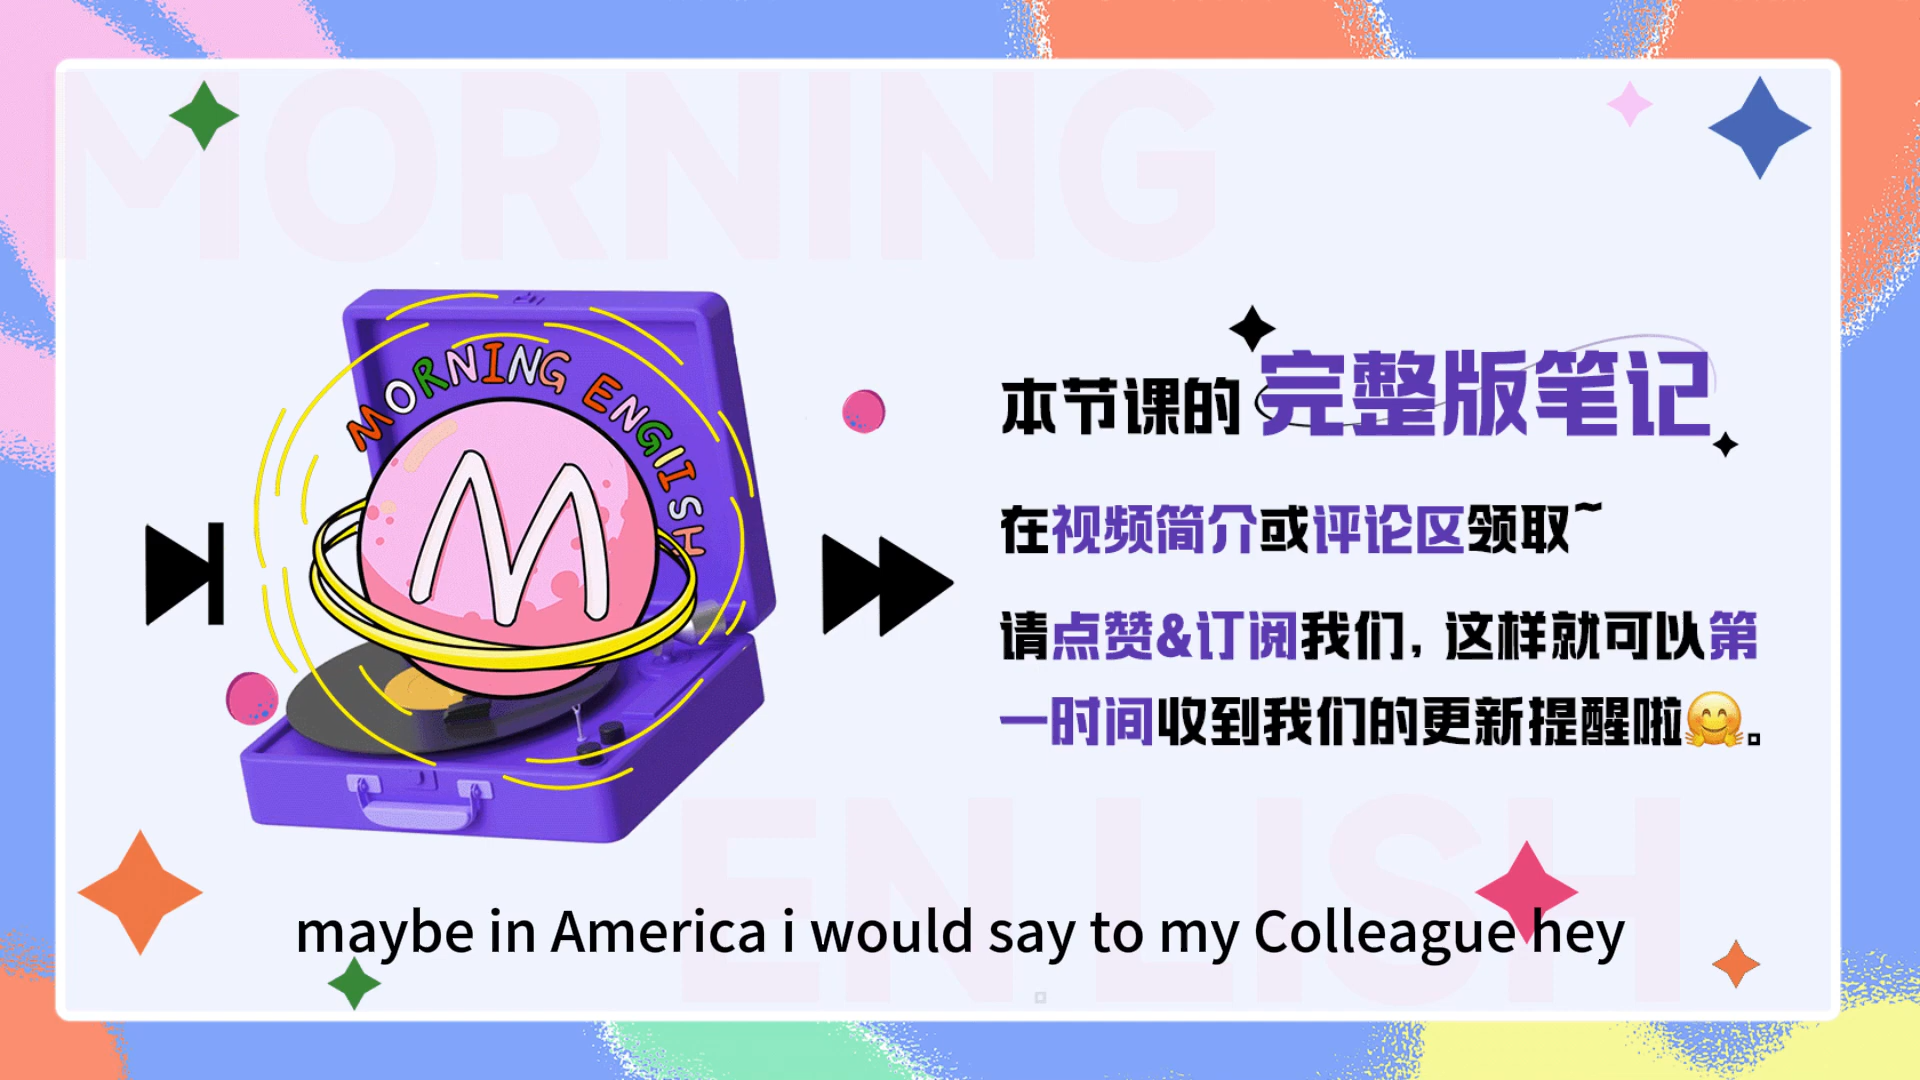 MORNING
MORNING ENGlISH
M
本节课的 完整版笔记
在视频简介或评论区领取~
请点赞&订阅我们, 这样就可以第
一时间收到我们的更新提醒啦🤗。
EN LISH
maybe in America i would say to my Colleague hey